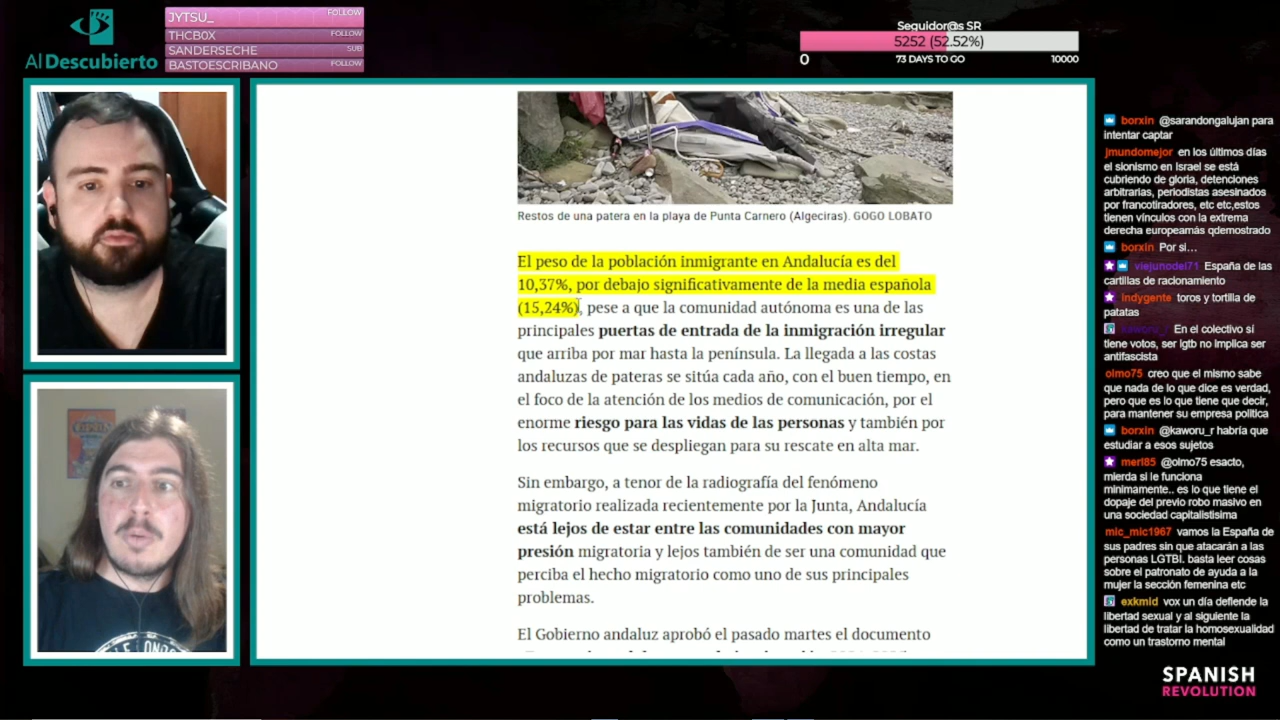 Al Descubierto
JYTSU_ FOLLOW
THCB0X FOLLOW
SANDERSECHE SUB
BASTOESCRIBANO FOLLOW
Seguidor@s SR
5252 (52.52%)
0 73 DAYS TO GO 10000
Restos de una patera en la playa de Punta Carnero (Algeciras). GOGO LOBATO
El peso de la población inmigrante en Andalucía es del
10,37%, por debajo significativamente de la media española
(15,24%), pese a que la comunidad autónoma es una de las
principales puertas de entrada de la inmigración irregular
que arriba por mar hasta la península. La llegada a las costas
andaluzas de pateras se sitúa cada año, con el buen tiempo, en
el foco de la atención de los medios de comunicación, por el
enorme riesgo para las vidas de las personas y también por
los recursos que se despliegan para su rescate en alta mar.
Sin embargo, a tenor de la radiografía del fenómeno
migratorio realizada recientemente por la Junta, Andalucía
está lejos de estar entre las comunidades con mayor
presión migratoria y lejos también de ser una comunidad que
perciba el hecho migratorio como uno de sus principales
problemas.
El Gobierno andaluz aprobó el pasado martes el documento
borxin @sarandongalujan para
intentar captar
jmundomejor en los últimos días
el sionismo en Israel se está
cubriendo de gloria, detenciones
arbitrarias, periodistas asesinados
por francotiradores, etc etc,estos
tienen vínculos con la extrema
derecha europeamás qdemostrado
borxin Por si...
viejunodel71 España de las
cartillas de racionamiento
indygente toros y tortilla de
patatas
kaworu_r En el colectivo sí
tiene votos, ser lgtb no implica ser
antifascista
olmo75 creo que el mismo sabe
que nada de lo que dice es verdad,
pero que es lo que tiene que decir,
para mantener su empresa politica
borxin @kaworu_r habría que
estudiar a esos sujetos
merl85 @olmo75 esacto,
mierda si le funciona
minimamente.. es lo que tiene el
dopaje del previo robo masivo en
una sociedad capitalistisima
mic_mic1967 vamos la España de
sus padres sin que atacarán a las
personas LGTBI. basta leer cosas
sobre el patronato de ayuda a la
mujer la sección femenina etc
exkmid vox un día defiende la
libertad sexual y al siguiente la
libertad de tratar la homosexualidad
como un trastorno mental
SPANISH
REVOLUTION